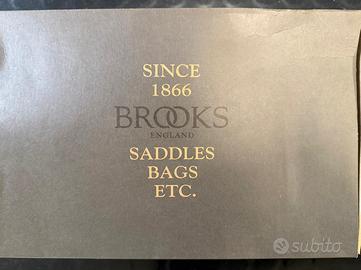 SINCE
1866
BROOKS
ENGLAND
SADDLES
BAGS
ETC.
subito